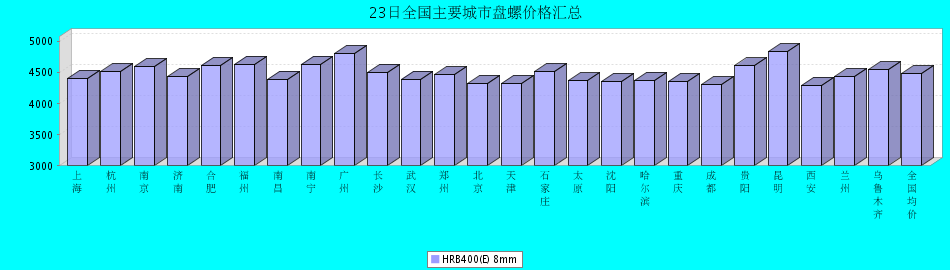 23日全国主要城市盘螺价格汇总
5000
4500
4000
3500
3000
上海
杭州
南京
济南
合肥
福州
南昌
南宁
广州
长沙
武汉
郑州
北京
天津
石家庄
太原
沈阳
哈尔滨
重庆
成都
贵阳
昆明
西安
兰州
乌鲁木齐
全国均价
HRB400(E) 8mm